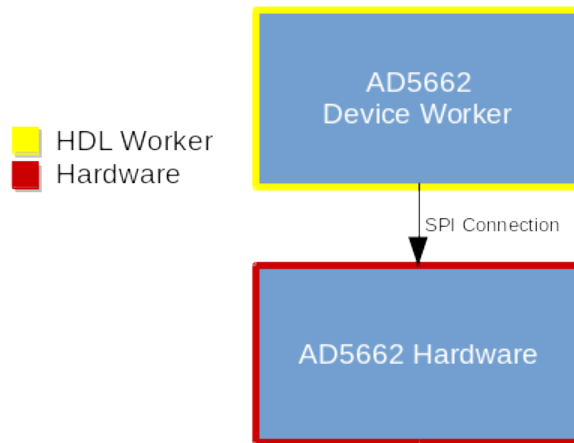 AD5662
Device Worker
HDL Worker
Hardware
SPI Connection
AD5662 Hardware